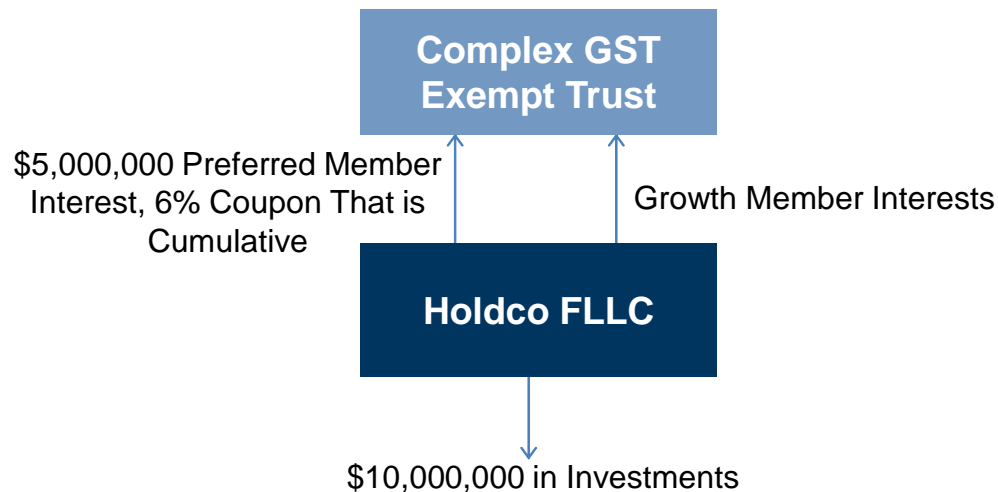 Complex GST
Exempt Trust
$5,000,000 Preferred Member
Interest, 6% Coupon That is
Cumulative
Growth Member Interests
Holdco FLLC
$10,000,000 in Investments